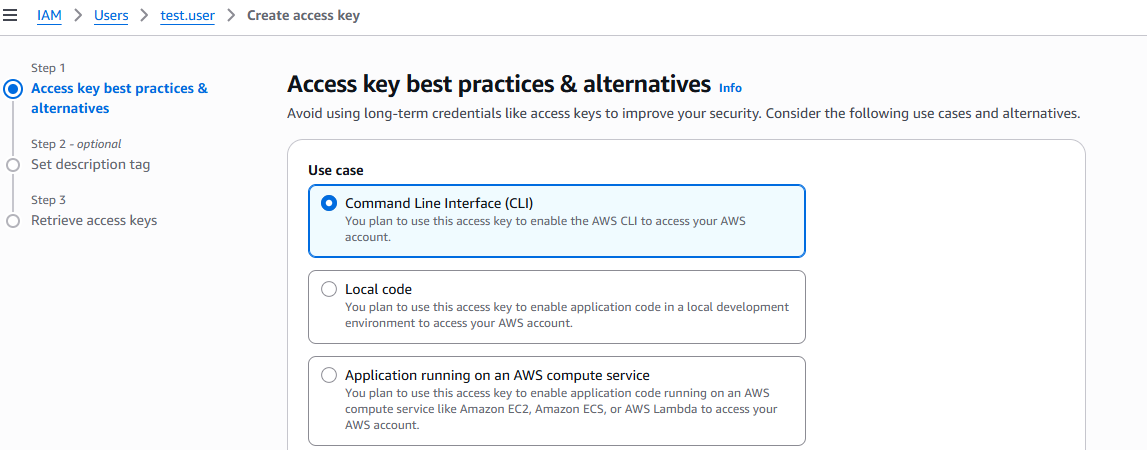 IAM > Users > test.user > Create access key
Step 1
Access key best practices &
alternatives
Step 2 - optional
Set description tag
Step 3
Retrieve access keys
Access key best practices & alternatives Info
Avoid using long-term credentials like access keys to improve your security. Consider the following use cases and alternatives.
Use case
Command Line Interface (CLI)
You plan to use this access key to enable the AWS CLI to access your AWS
account.
Local code
You plan to use this access key to enable application code in a local development
environment to access your AWS account.
Application running on an AWS compute service
You plan to use this access key to enable application code running on an AWS
compute service like Amazon EC2, Amazon ECS, or AWS Lambda to access your
AWS account.